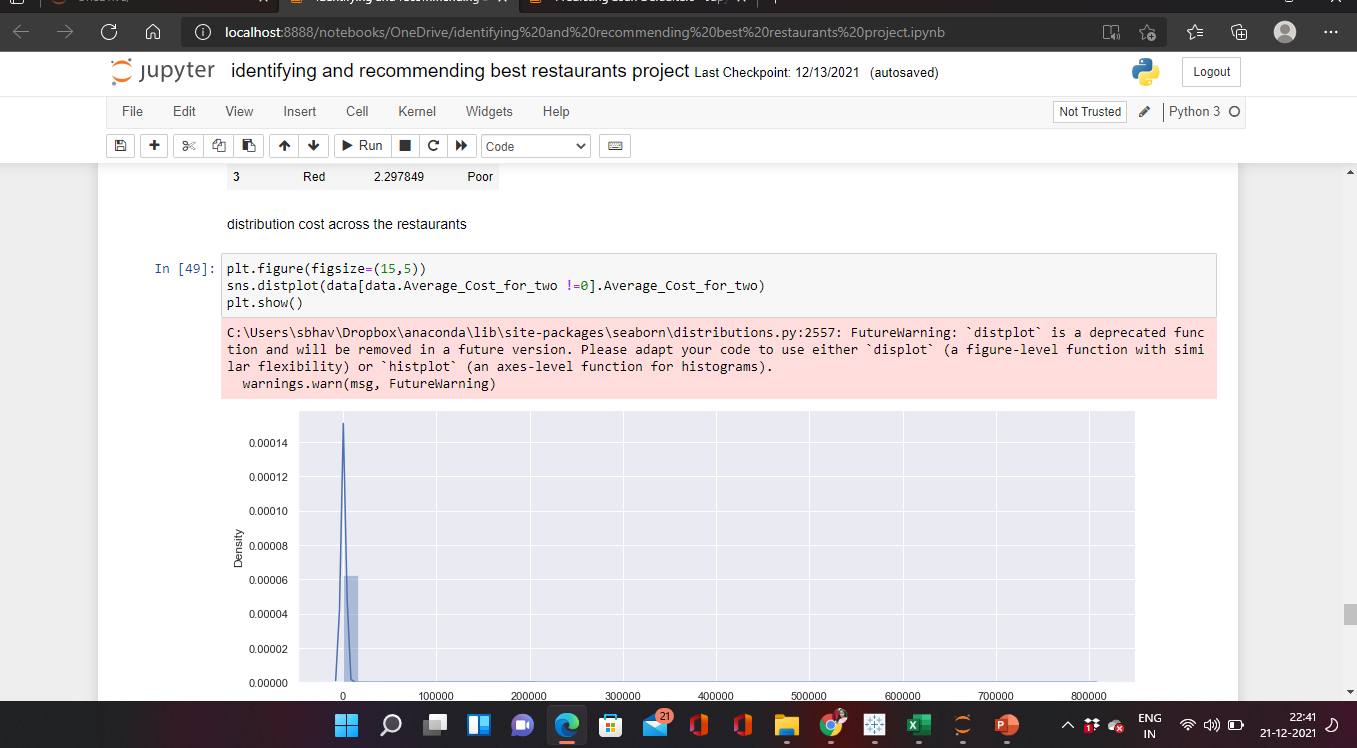 localhost:8888/notebooks/OneDrive/identifying%20and%20recommending%20best%20restaurants%20project.ipynb
jupyter identifying and recommending best restaurants project Last Checkpoint: 12/13/2021 (autosaved)
Logout
File Edit View Insert Cell Kernel Widgets Help
Not Trusted Python 3
Run Code
3 Red 2.297849 Poor
distribution cost across the restaurants
In [49]: plt.figure(figsize=(15,5))
sns.distplot(data[data.Average_Cost_for_two !=0].Average_Cost_for_two)
plt.show()
C:\Users\sbhav\Dropbox\anaconda\lib\site-packages\seaborn\distributions.py:2557: FutureWarning: `distplot` is a deprecated func
tion and will be removed in a future version. Please adapt your code to use either `displot` (a figure-level function with simi
lar flexibility) or `histplot` (an axes-level function for histograms).
warnings.warn(msg, FutureWarning)
0.00014
0.00012
0.00010
0.00008
0.00006
0.00004
0.00002
0.00000
Density
0 100000 200000 300000 400000 500000 600000 700000 800000
21
ENG
IN
22:41
21-12-2021